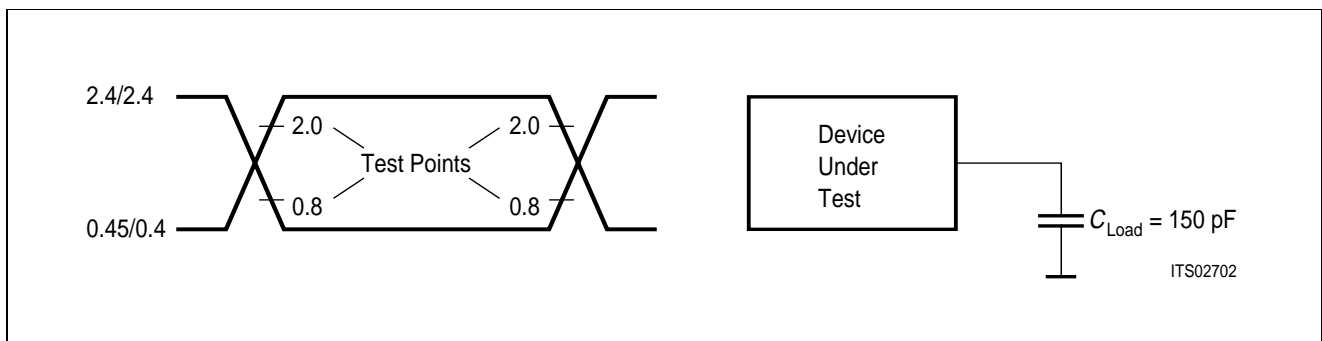 2.4/2.4
2.0
2.0
Test Points
0.8
0.8
0.45/0.4
Device
Under
Test
C Load = 150 pF
ITS02702